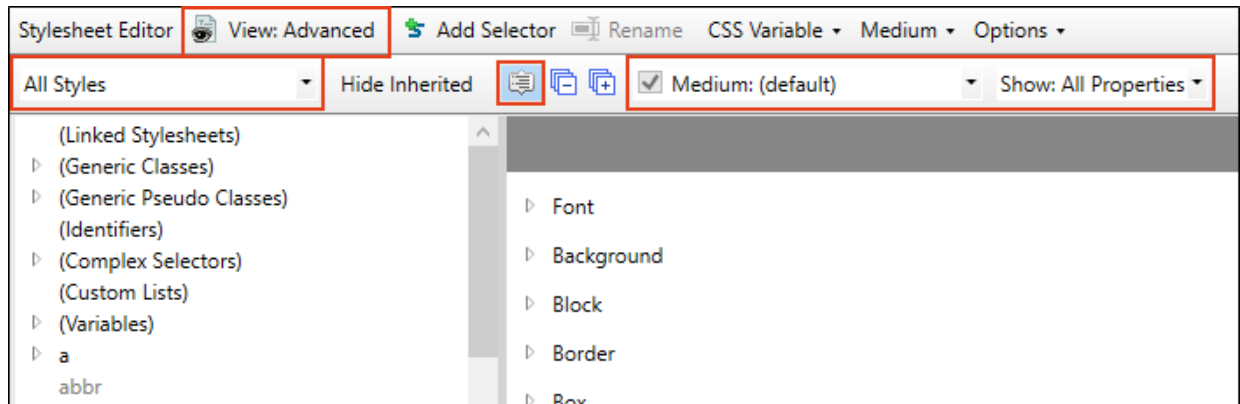 Stylesheet Editor View: Advanced Add Selector Rename CSS Variable Medium Options
All Styles Hide Inherited Medium: (default) Show: All Properties
(Linked Stylesheets)
(Generic Classes)
(Generic Pseudo Classes)
(Identifiers)
(Complex Selectors)
(Custom Lists)
(Variables)
a
abbr
Font
Background
Block
Border
Box